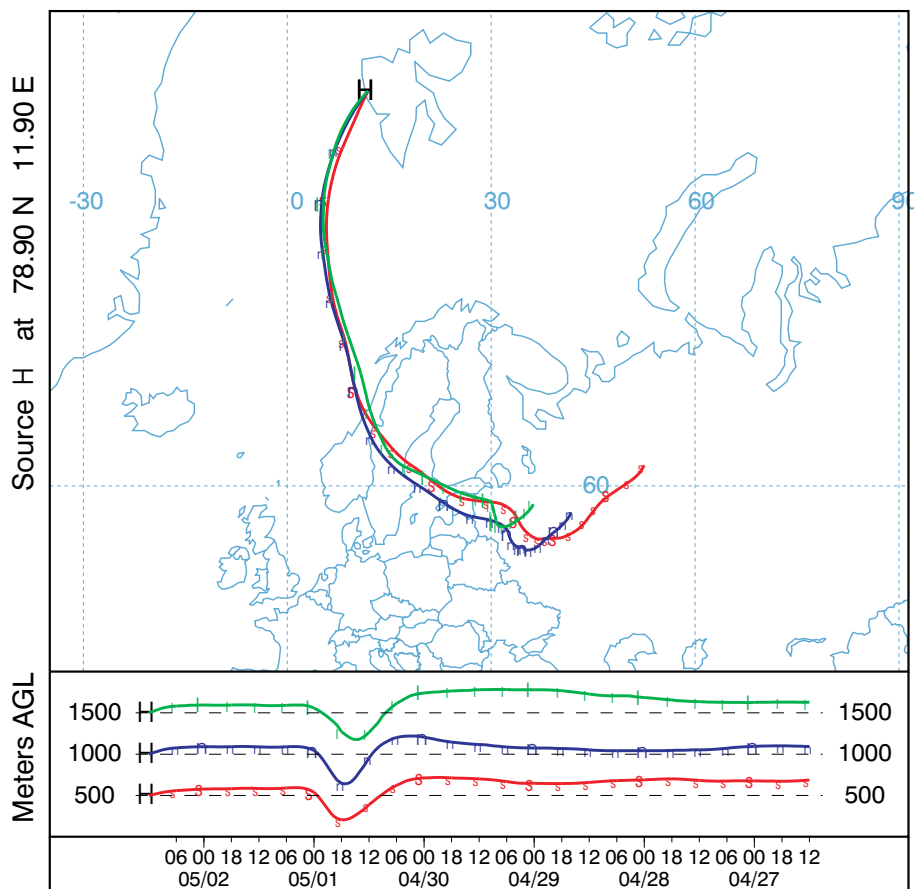 Source H at 78.90 N 11.90 E
H
-30 0 30 60 90
60
Meters AGL
1500 H 1500
1000 H 1000
500 H 500
06 00 18 12 06 00 18 12 06 00 18 12 06 00 18 12 06 00 18 12 06 00 18 12
05/02 05/01 04/30 04/29 04/28 04/27